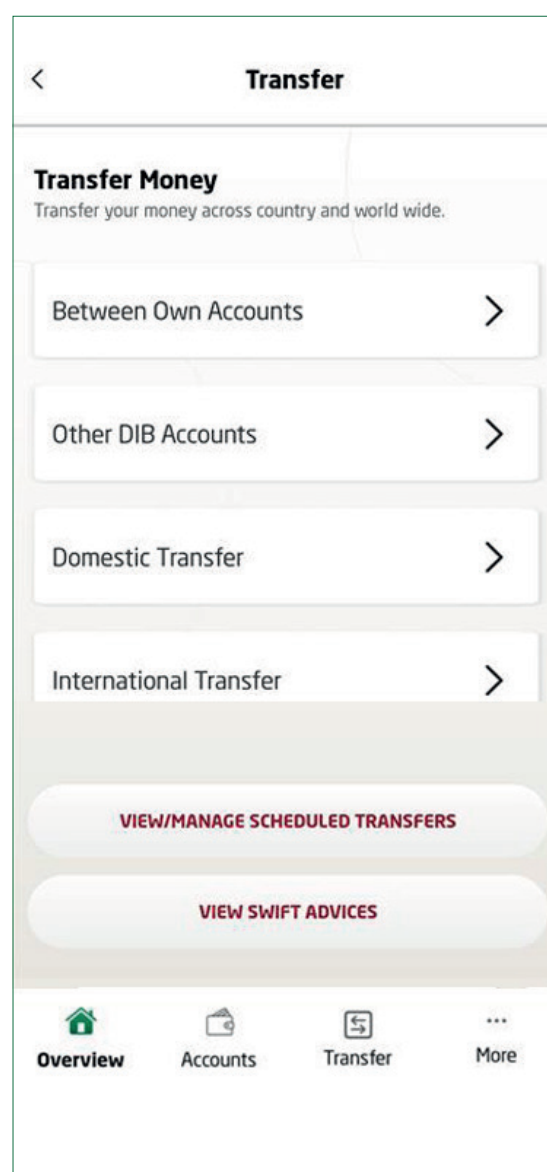 Transfer
Transfer Money
Transfer your money across country and world wide.
Between Own Accounts
Other DIB Accounts
Domestic Transfer
International Transfer
VIEW/MANAGE SCHEDULED TRANSFERS
VIEW SWIFT ADVICES
Overview Accounts Transfer More